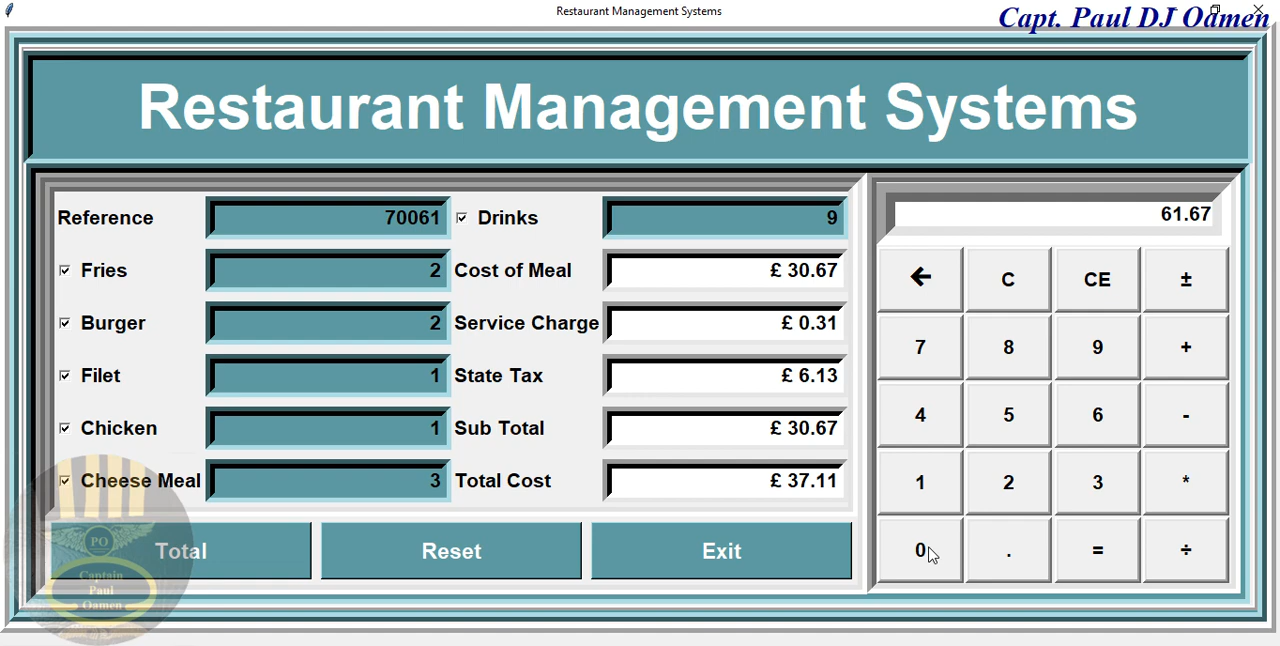 Restaurant Management Systems
Capt. Paul DJ Oamen
Restaurant Management Systems
Reference 70061 Drinks 9
Fries 2 Cost of Meal £ 30.67
Burger 2 Service Charge £ 0.31
Filet 1 State Tax £ 6.13
Chicken 1 Sub Total £ 30.67
Cheese Meal 3 Total Cost £ 37.11
Total Reset Exit
PO
Captain
Paul
Oamen
61.67
← C CE ±
7 8 9 +
4 5 6 -
1 2 3 *
0 . = ÷